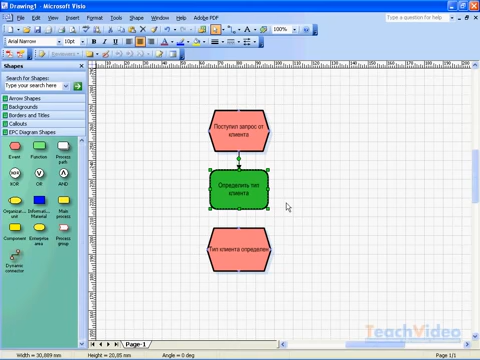 Drawing1 - Microsoft Visio
File Edit View Insert Format Tools Shape Window Help Adobe PDF
Type a question for help
100%
Arial Narrow 10pt.
Shapes
Search for Shapes:
Type your search here
Arrow Shapes
Backgrounds
Borders and Titles
Callouts
EPC Diagram Shapes
Event Function Process path
XOR
V
Λ
XOR OR AND
Organizational unit Information/ Material Main process
Component Enterprise area Process group
Dynamic connector
Поступил запрос от клиента
Определить тип клиента
Тип клиента определен
TeachVideo
Page-1
Width = 30,889 mm Height = 20,85 mm Angle = 0 deg Page 1/1